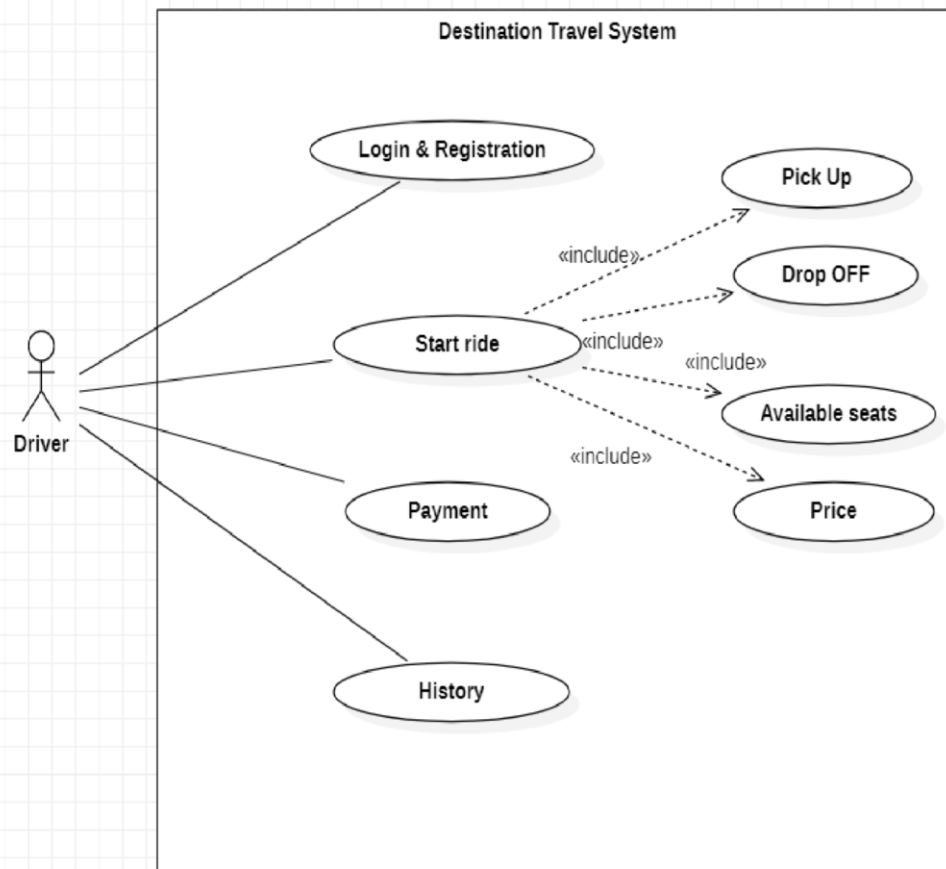 Destination Travel System
Login & Registration
Pick Up
«include»
Drop OFF
Start ride
«include»
«include»
Available seats
Driver
«include»
Payment
Price
History